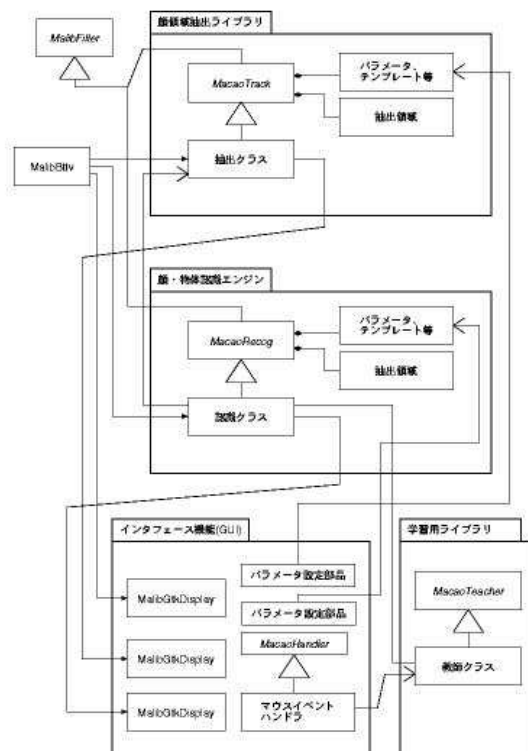 顔領域抽出ライブラリ
MalibFilter
MacaoTrack
パラメータ、
テンプレート等
抽出領域
MalibBttv
抽出クラス
顔・物体認識エンジン
MacaoRecog
パラメータ、
テンプレート等
抽出領域
認識クラス
インタフェース機能(GUI)
学習用ライブラリ
パラメータ設定部品
MalibGtkDisplay
パラメータ設定部品
MacaoTeacher
MacaoHandler
MalibGtkDisplay
教師クラス
MalibGtkDisplay
マウスイベント
ハンドラ